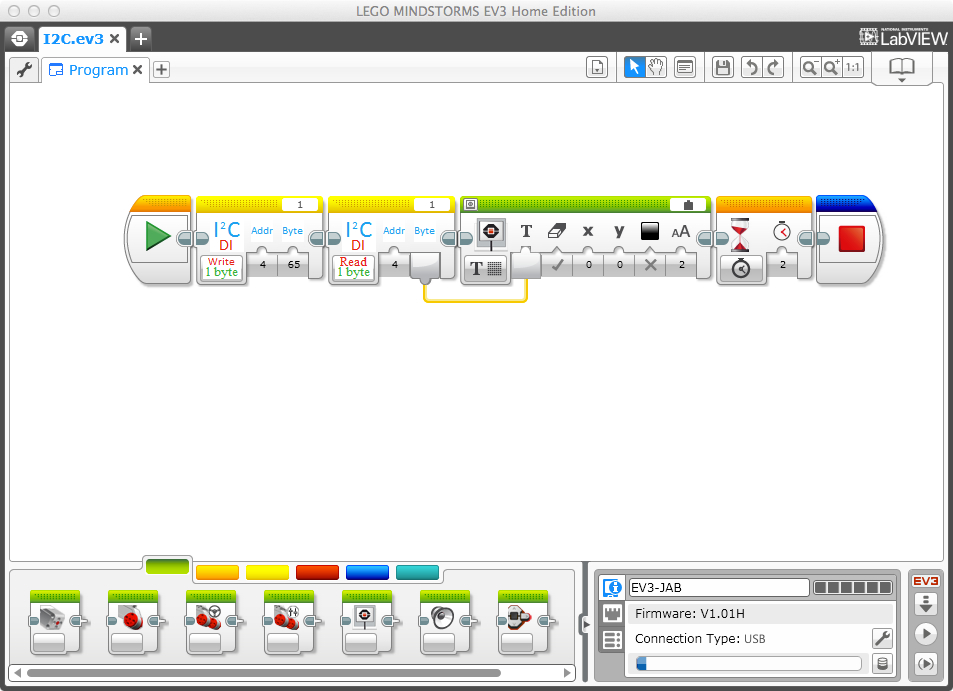 LEGO MINDSTORMS EV3 Home Edition
I2C.ev3
NATIONAL INSTRUMENTS
LabVIEW
Program
1:1
1
1
I²C
DI
Addr
Byte
I²C
DI
Addr
Byte
T
x
y
AA
Write
1 byte
4
65
Read
1 byte
4
T
0
0
2
2
EV3-JAB
EV3
Firmware: V1.01H
Connection Type: USB